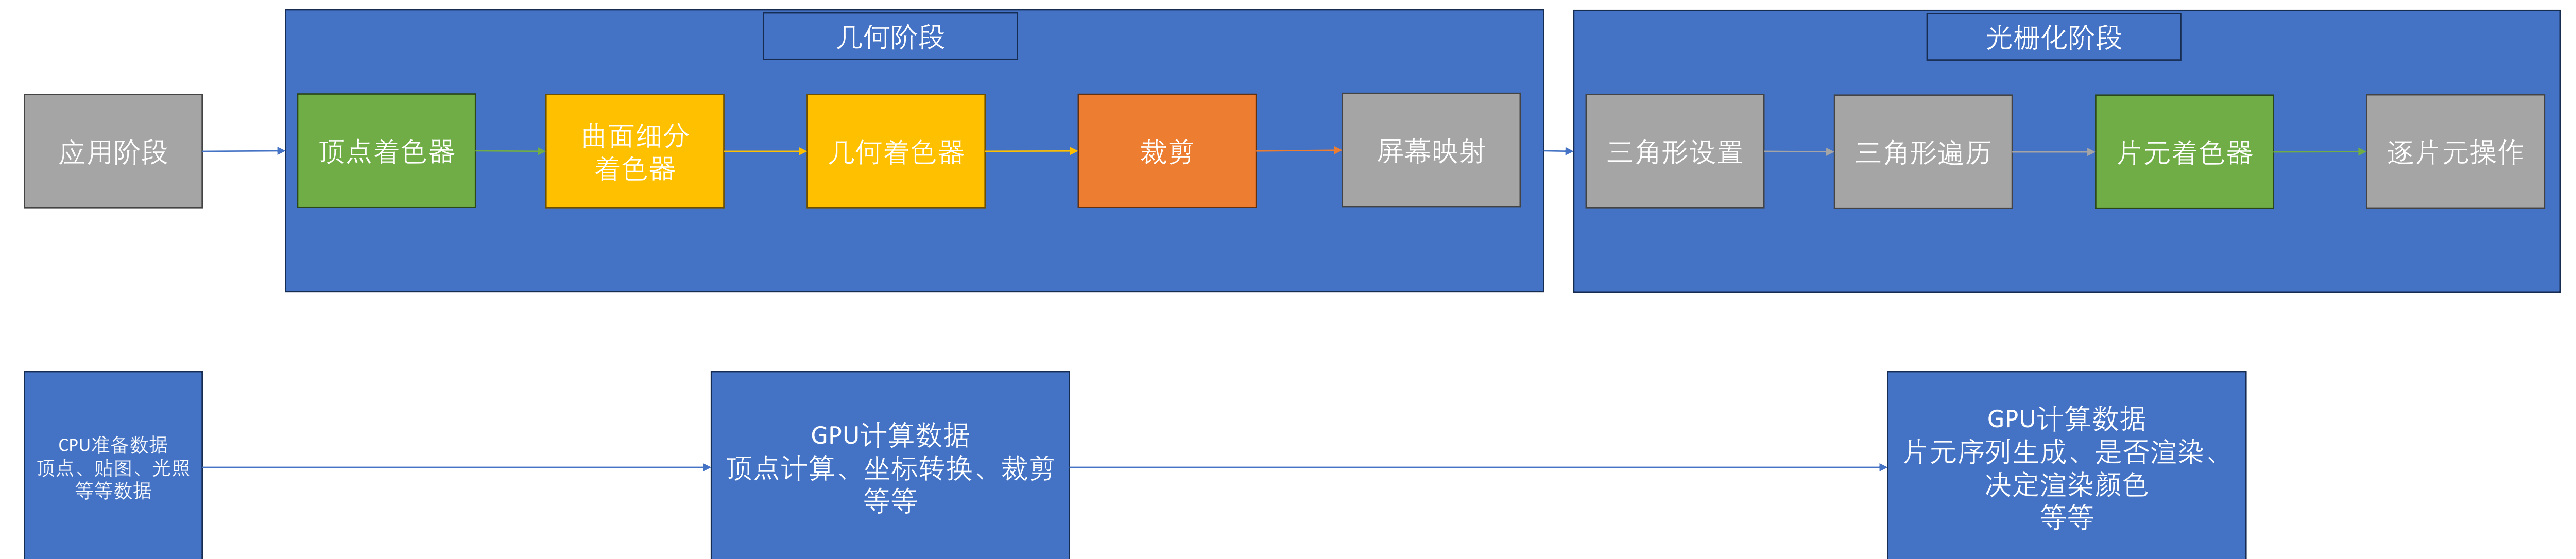 几何阶段
光栅化阶段
应用阶段
顶点着色器
曲面细分
着色器
几何着色器
裁剪
屏幕映射
三角形设置
三角形遍历
片元着色器
逐片元操作
CPU准备数据
顶点、贴图、光照
等等数据
GPU计算数据
顶点计算、坐标转换、裁剪
等等
GPU计算数据
片元序列生成、是否渲染、
决定渲染颜色
等等